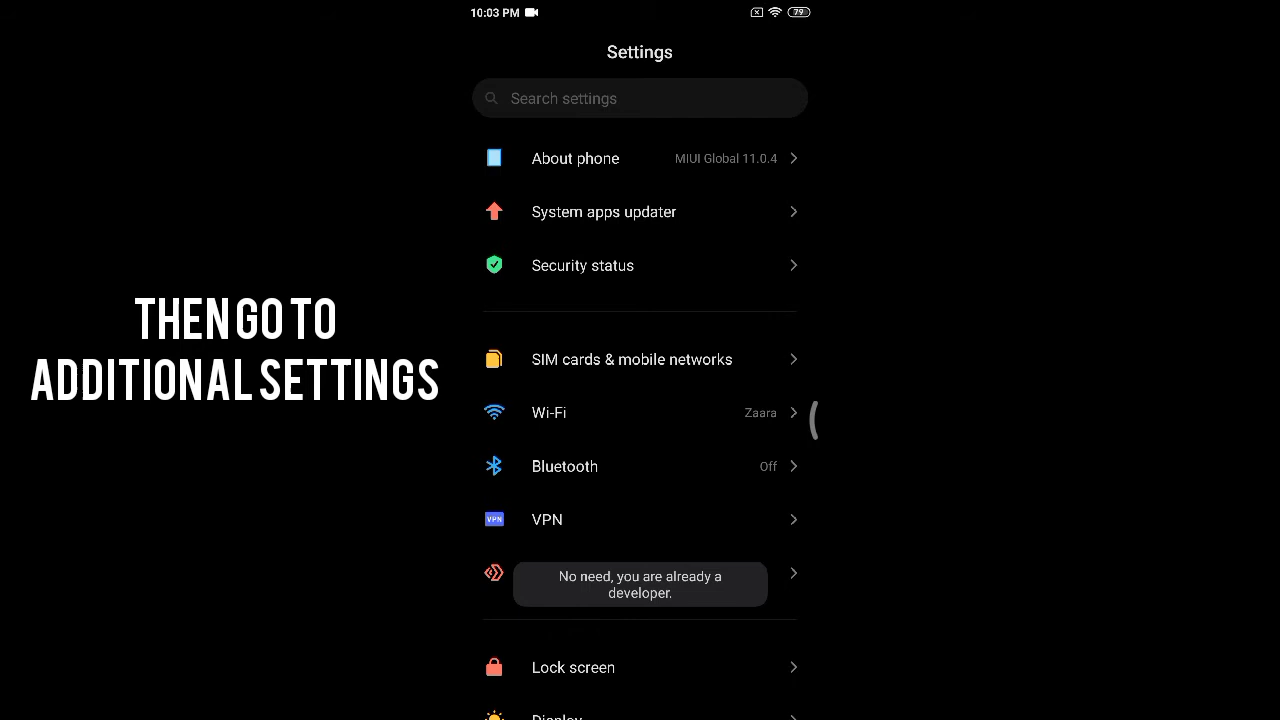 10:03 PM
79
Settings
Search settings
About phone MIUI Global 11.0.4
System apps updater
Security status
THEN GO TO
ADDITIONAL SETTINGS
SIM cards & mobile networks
Wi-Fi Zaara
Bluetooth Off
VPN VPN
No need, you are already a
developer.
Lock screen
Display